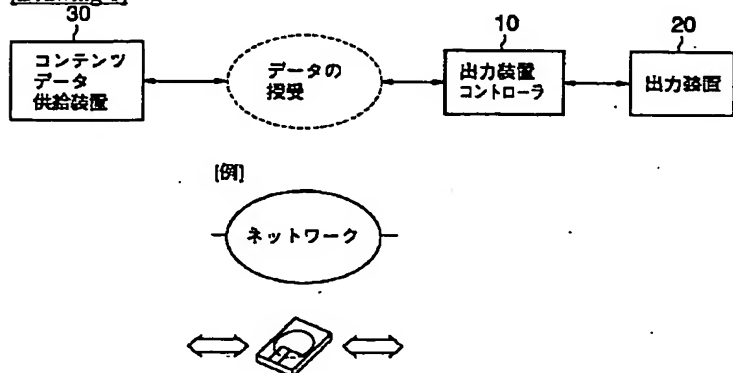 30
10
20
コンテンツ
データ
供給装置
データの
授受
出力装置
コントローラ
出力装置
[例]
ネットワーク